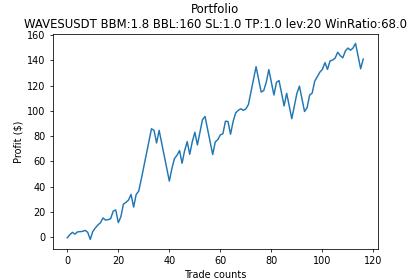 Portfolio
WAVESUSDT BBM:1.8 BBL:160 SL:1.0 TP:1.0 lev:20 WinRatio:68.0
160
140
120
100
80
60
40
20
0
Profit ($)
0 20 40 60 80 100 120
Trade counts